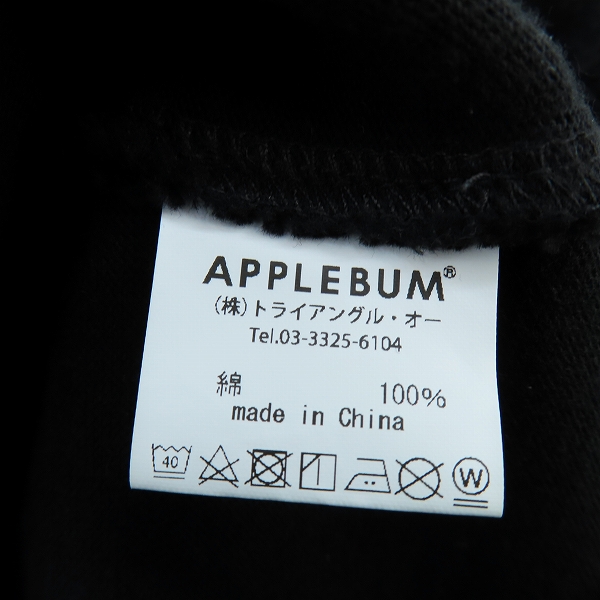 APPLEBUM®
(株)トライアングル・オー
Tel.03-3325-6104
綿 100%
made in China
40 W